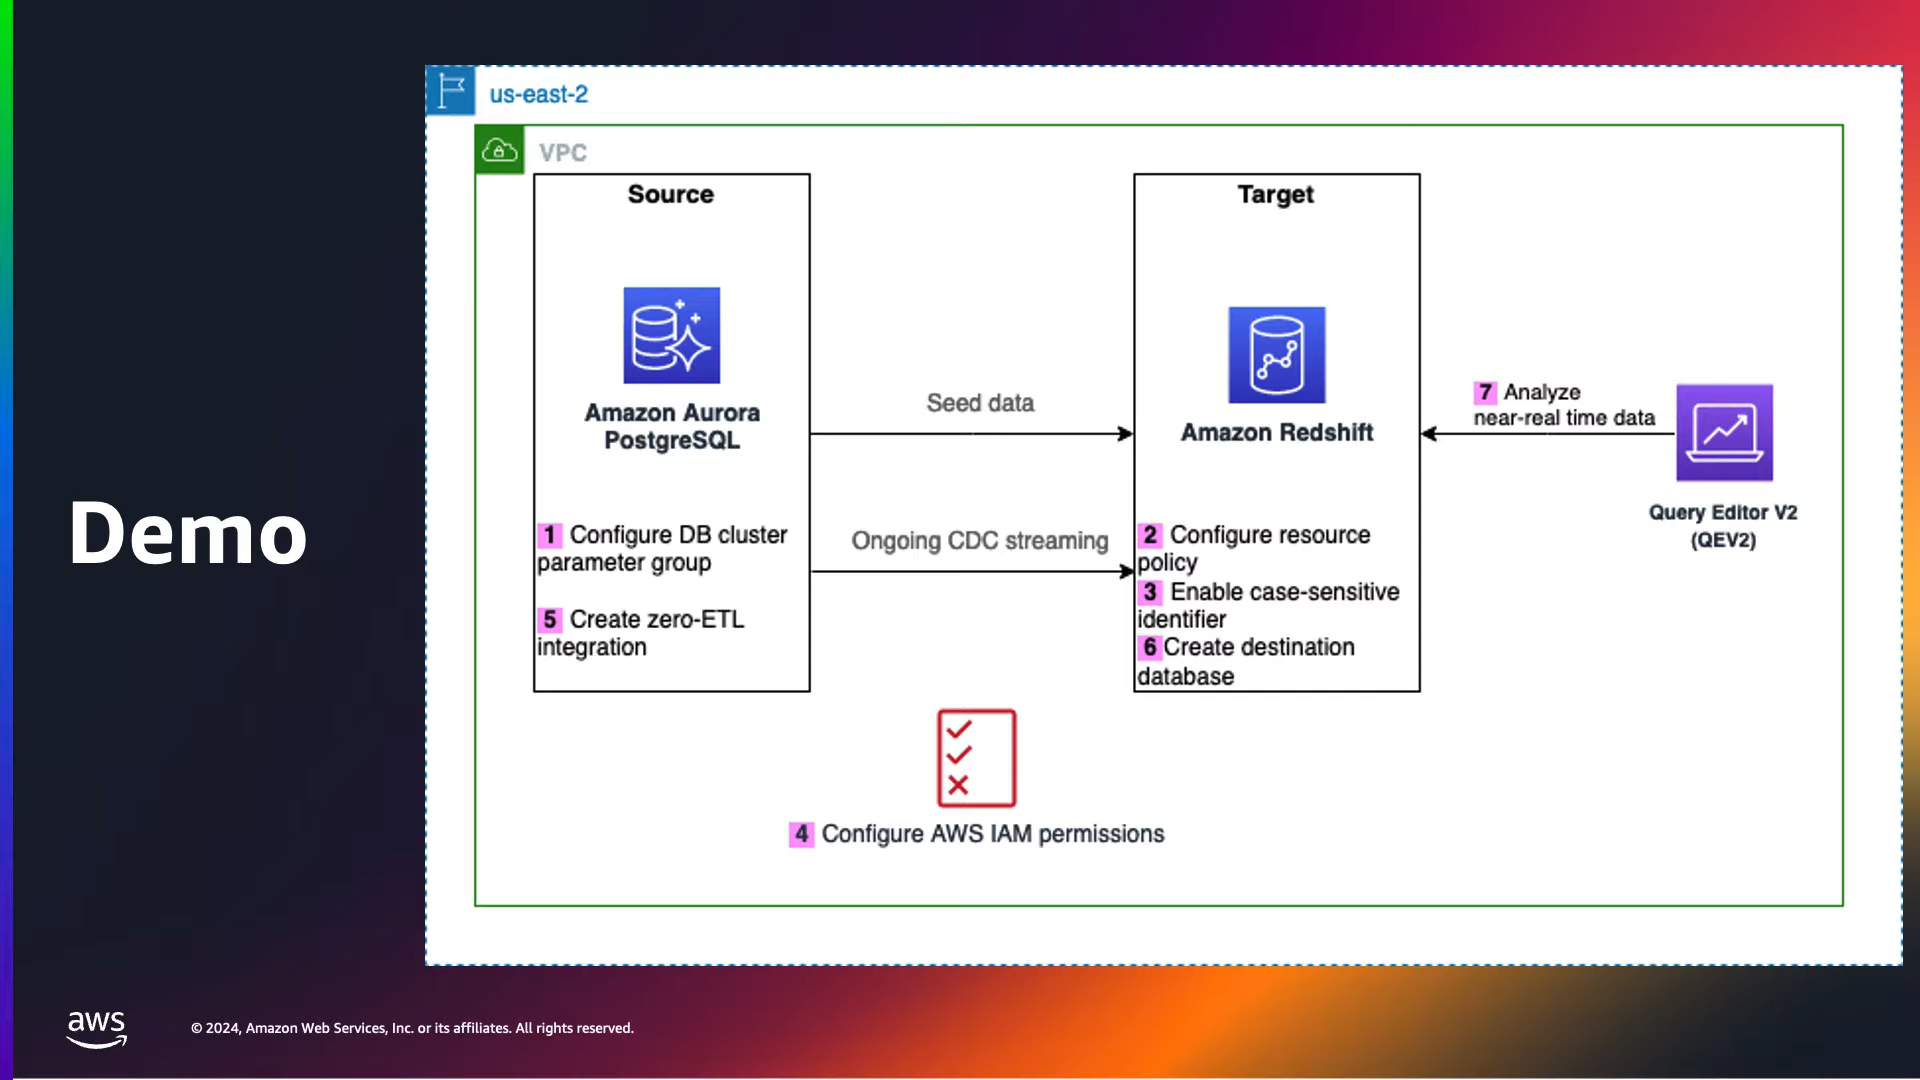 us-east-2
VPC
Source
Target
Amazon Aurora
PostgreSQL
Seed data
Amazon Redshift
7 Analyze
near-real time data
Query Editor V2
(QEV2)
Demo
1 Configure DB cluster
parameter group
5 Create zero-ETL
integration
Ongoing CDC streaming
2 Configure resource
policy
3 Enable case-sensitive
identifier
6 Create destination
database
4 Configure AWS IAM permissions
aws
© 2024, Amazon Web Services, Inc. or its affiliates. All rights reserved.